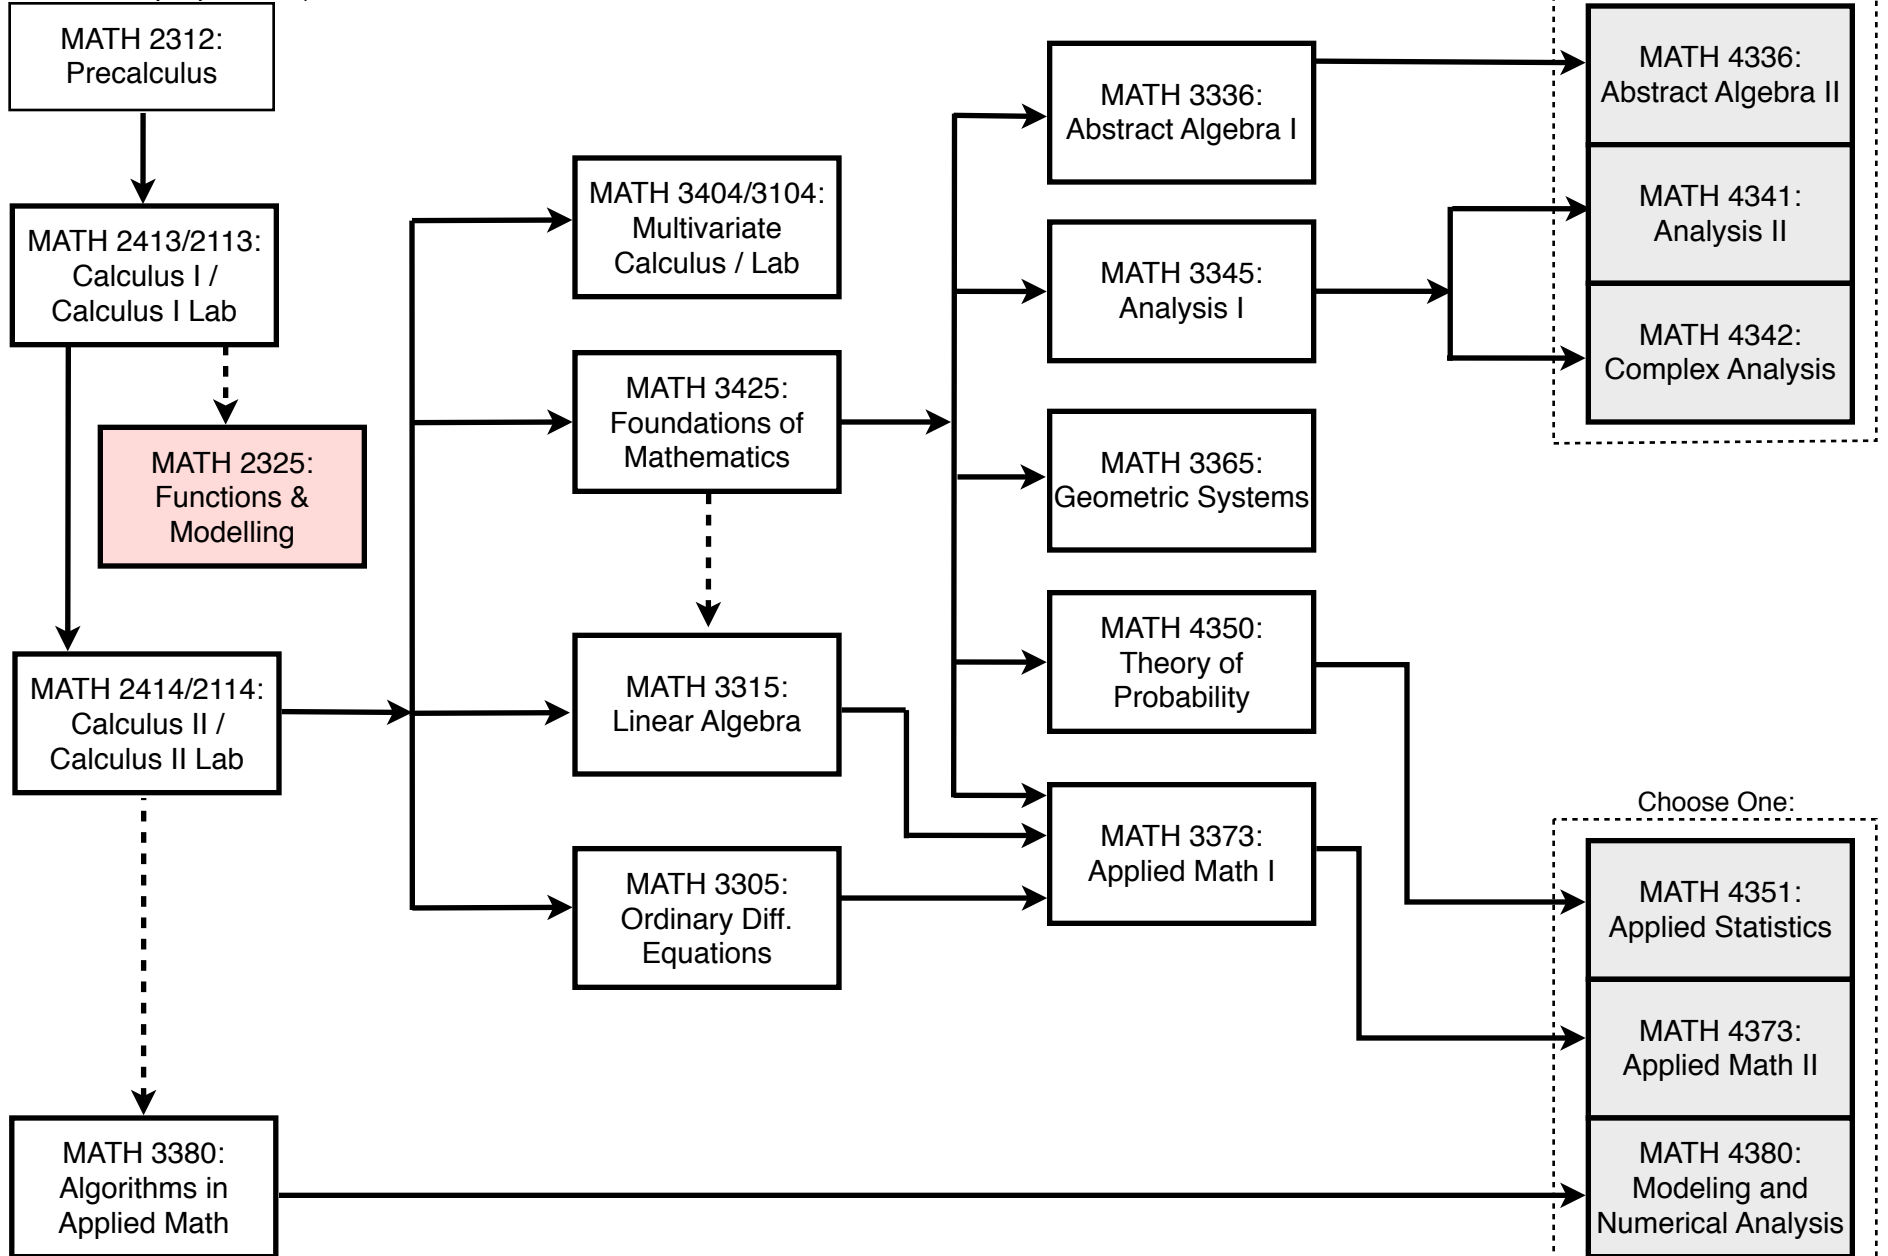 MATH 2312:
Precalculus
MATH 2413/2113:
Calculus I /
Calculus I Lab
MATH 2325:
Functions &
Modelling
MATH 2414/2114:
Calculus II /
Calculus II Lab
MATH 3380:
Algorithms in
Applied Math
MATH 3404/3104:
Multivariate
Calculus / Lab
MATH 3425:
Foundations of
Mathematics
MATH 3315:
Linear Algebra
MATH 3305:
Ordinary Diff.
Equations
MATH 3336:
Abstract Algebra I
MATH 3345:
Analysis I
MATH 3365:
Geometric Systems
MATH 4350:
Theory of
Probability
MATH 3373:
Applied Math I
MATH 4336:
Abstract Algebra II
MATH 4341:
Analysis II
MATH 4342:
Complex Analysis
Choose One:
MATH 4351:
Applied Statistics
MATH 4373:
Applied Math II
MATH 4380:
Modeling and
Numerical Analysis